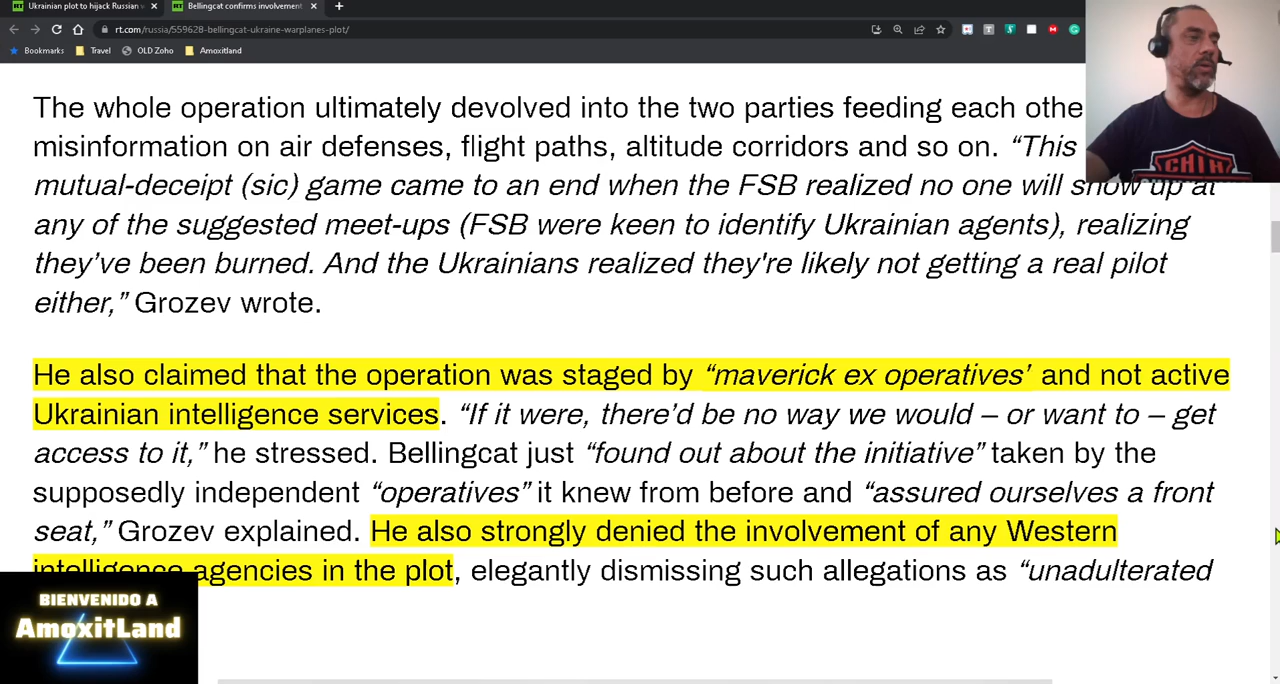 Ukrainian plot to hijack Russian
Bellingcat confirms involvement
rt.com/russia/559628-bellingcat-ukraine-warplanes-plot/
Bookmarks Travel OLD Zoho Amoxitland
The whole operation ultimately devolved into the two parties feeding each othe
misinformation on air defenses, flight paths, altitude corridors and so on. “This
mutual-deceipt (sic) game came to an end when the FSB realized no one will show up at
any of the suggested meet-ups (FSB were keen to identify Ukrainian agents), realizing
they’ve been burned. And the Ukrainians realized they're likely not getting a real pilot
either,” Grozev wrote.
He also claimed that the operation was staged by “maverick ex operatives’ and not active
Ukrainian intelligence services. “If it were, there’d be no way we would – or want to – get
access to it,” he stressed. Bellingcat just “found out about the initiative” taken by the
supposedly independent “operatives” it knew from before and “assured ourselves a front
seat,” Grozev explained. He also strongly denied the involvement of any Western
intelligence agencies in the plot, elegantly dismissing such allegations as “unadulterated
BIENVENIDO A
AmoxitLand